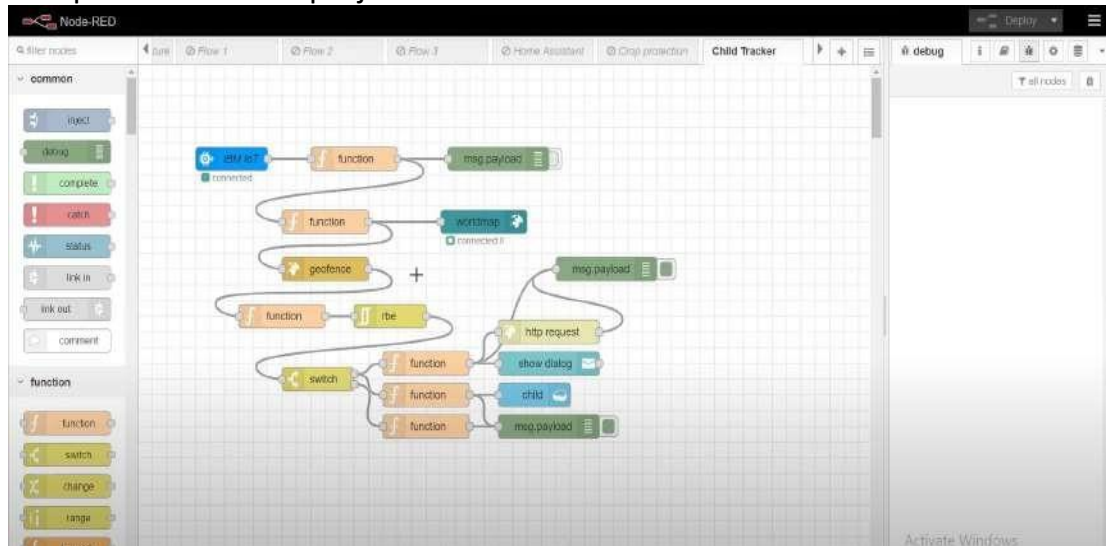 Node-RED
Deploy
filter nodes
Flow 1
Flow 2
Flow 3
Home Assistant
Crop protection
Child Tracker
debug
i
common
all nodes
inject
debug
complete
catch
status
link in
link out
comment
function
function
switch
change
range
IBM IoT
connected
function
msg.payload
function
worldmap
connected
geofence
msg.payload
function
rbe
http request
switch
function
show dialog
function
child
function
msg.payload
Activate Windows